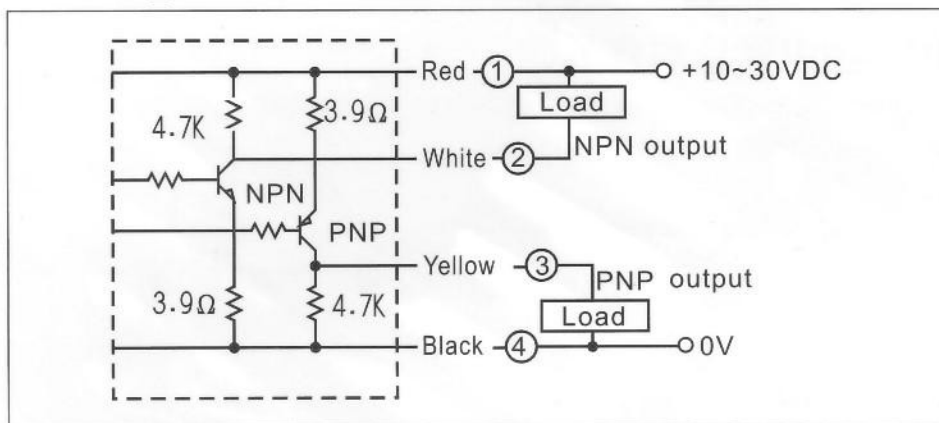 Red ① +10~30VDC
3.9Ω
Load
4.7K
NPN output
White ②
NPN
PNP
Yellow ③
PNP output
3.9Ω
4.7K
Load
Black ④ 0V